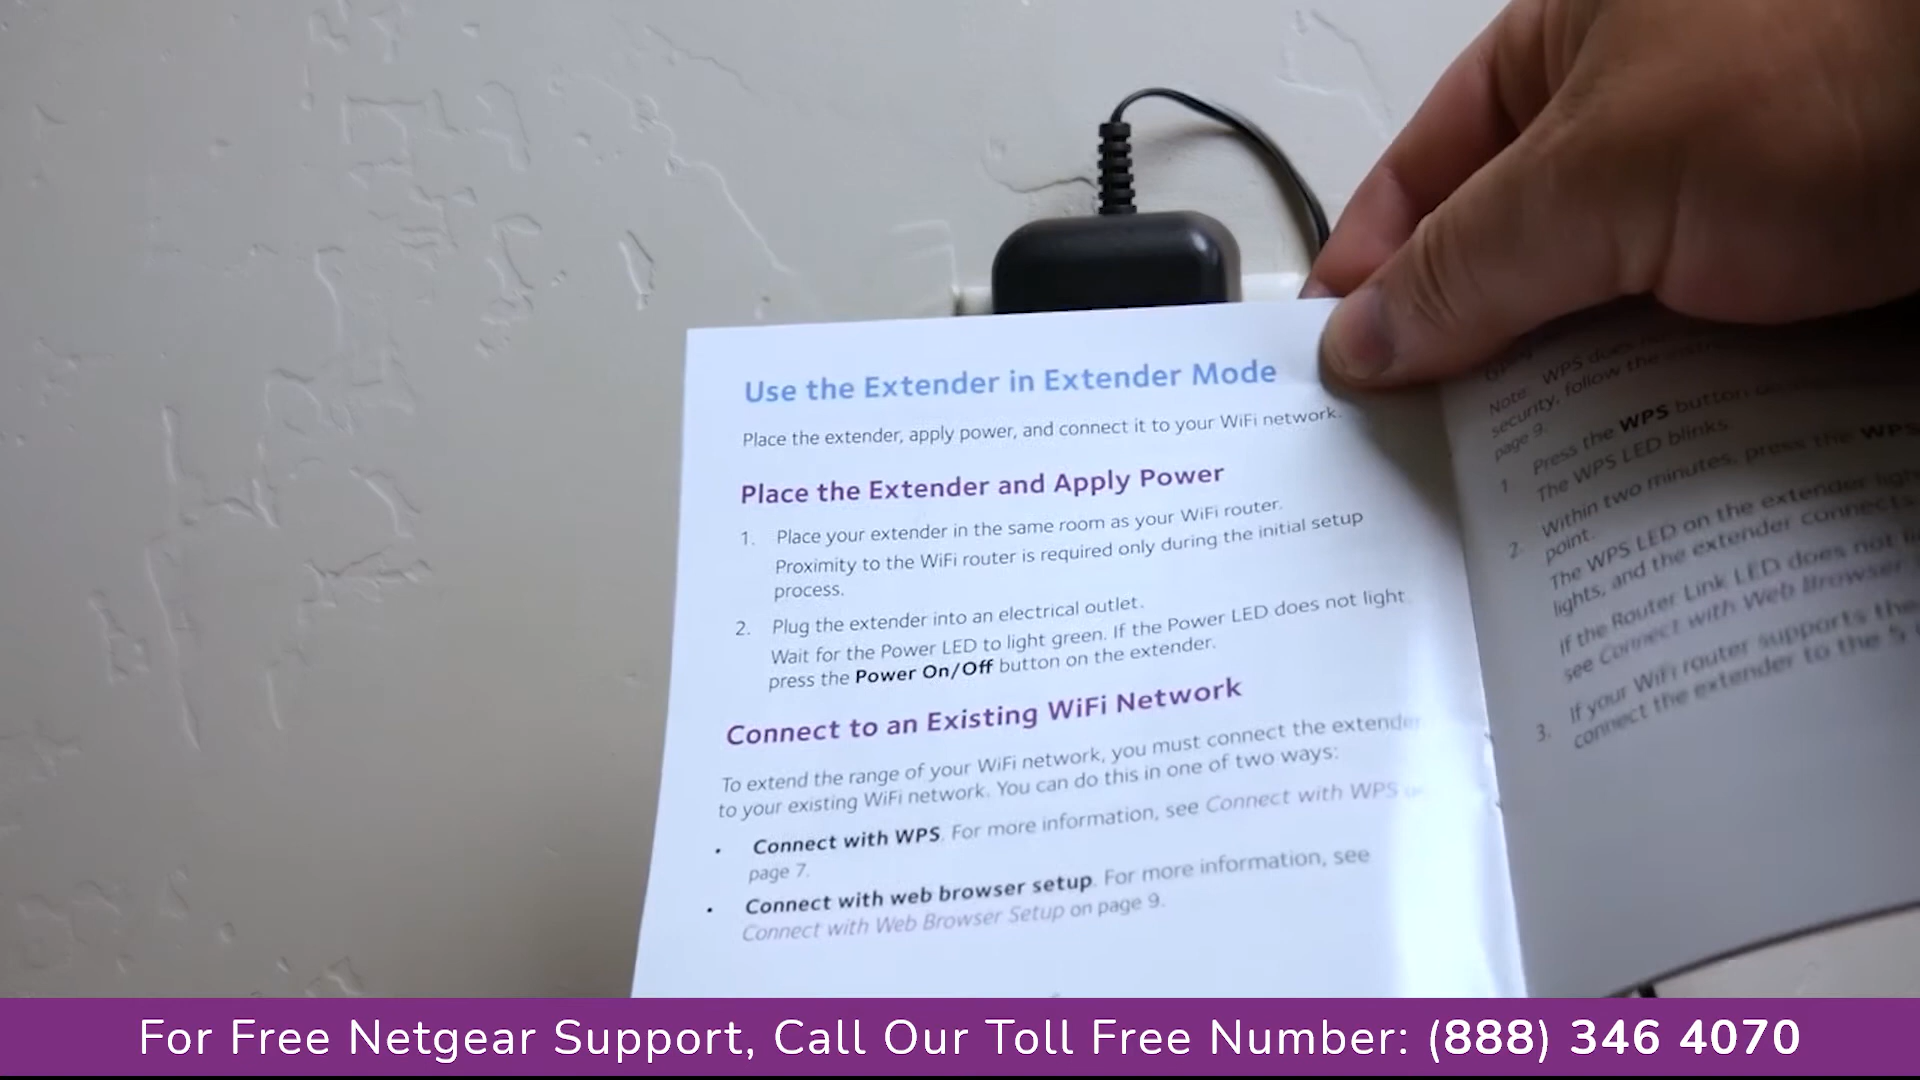 Use the Extender in Extender Mode
Place the extender, apply power, and connect it to your WiFi network.
Place the Extender and Apply Power
1. Place your extender in the same room as your WiFi router.
Proximity to the WiFi router is required only during the initial setup
process.
2. Plug the extender into an electrical outlet.
Wait for the Power LED to light green. If the Power LED does not light
press the Power On/Off button on the extender.
Connect to an Existing WiFi Network
To extend the range of your WiFi network, you must connect the extender
to your existing WiFi network. You can do this in one of two ways:
• Connect with WPS. For more information, see Connect with WPS
page 7.
• Connect with web browser setup. For more information, see
Connect with Web Browser Setup on page 9.
Note: WPS does
security, follow the
page 9.
1. Press the WPS button
The WPS LED blinks.
2. Within two minutes, press the WPS
point.
The WPS LED on the extender
lights, and the extender connects
If the Router Link LED does not
see Connect with Web Browser
3. If your WiFi router supports the
connect the extender to the 5
For Free Netgear Support, Call Our Toll Free Number: (888) 346 4070